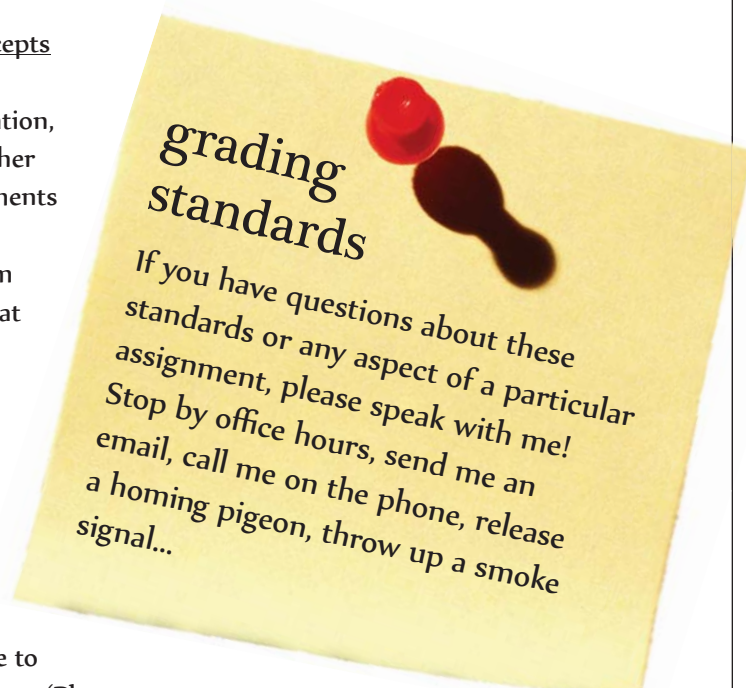 cepts
ation,
her
nents
m
at
grading
standards
If you have questions about these
standards or any aspect of a particular
assignment, please speak with me!
Stop by office hours, send me an
email, call me on the phone, release
a homing pigeon, throw up a smoke
signal...
e to